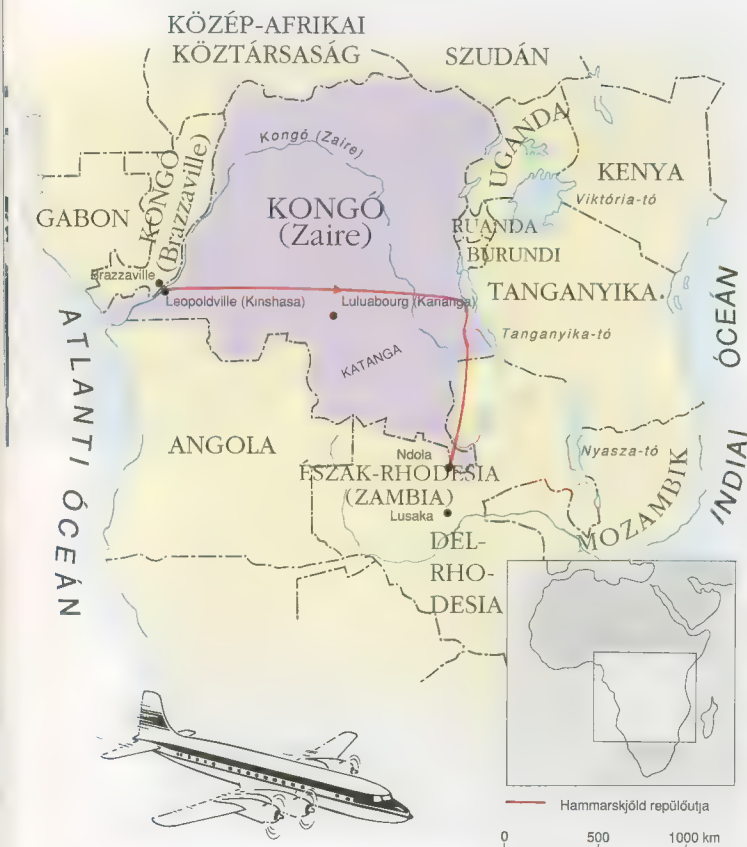 KÖZÉP-AFRIKAI
KÖZTÁRSASÁG
SZUDÁN
Kongó (Zaire)
UGANDA
KENYA
Viktória-tó
GABON
KONGÓ
(Brazzaville)
KONGÓ
(Zaire)
RUANDA
BURUNDI
Brazzaville
Leopoldville (Kinshasa)
Luluabourg (Kananga)
TANGANYIKA
Tanganyika-tó
KATANGA
ATLANTI ÓCEÁN
INDIAI ÓCEÁN
ANGOLA
Ndola
ÉSZAK-RHODESIA
(ZAMBIA)
Lusaka
Nyasza-tó
MOZAMBIK
DÉL-
RHO-
DESIA
Hammarskjöld repülőutja
0 500 1000 km